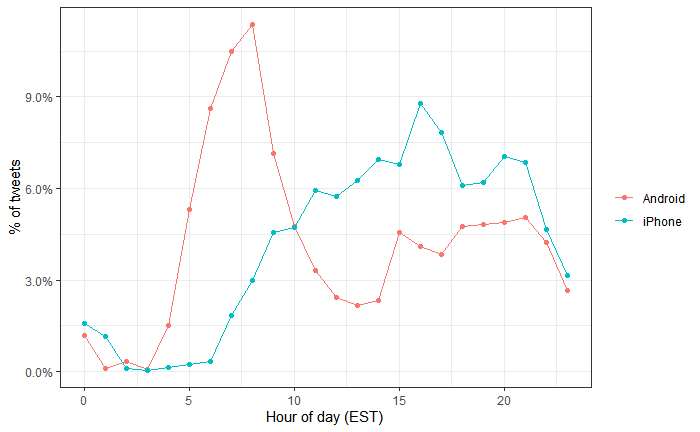 9.0%
6.0%
3.0%
0.0%
% of tweets
0 5 10 15 20
Hour of day (EST)
Android
iPhone